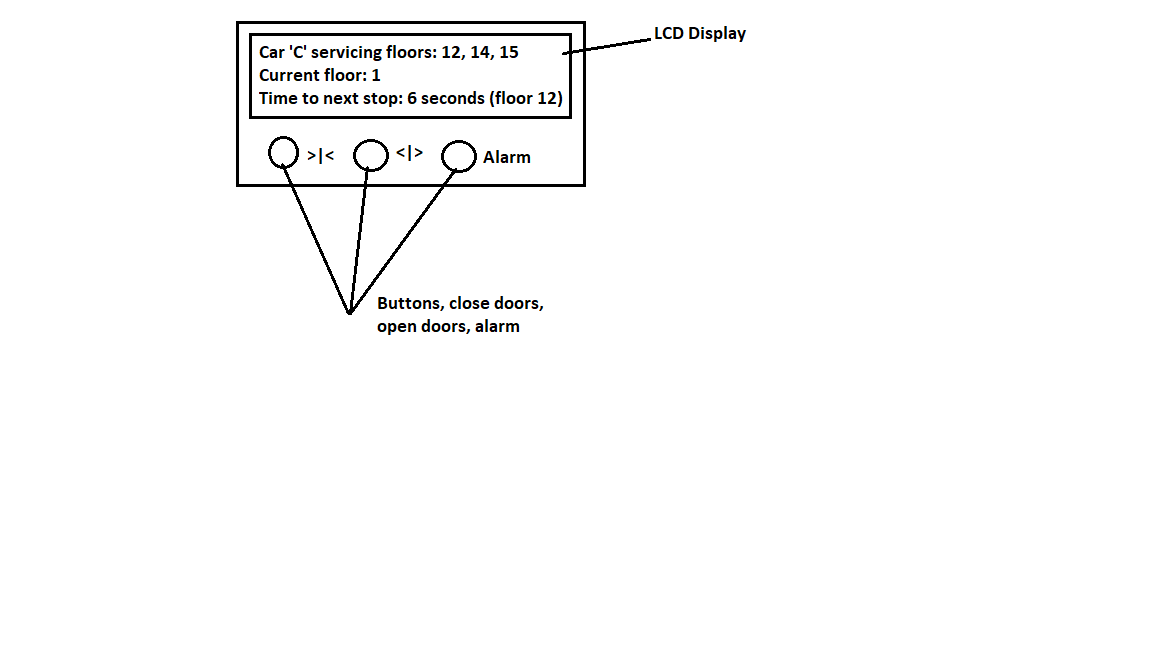 LCD Display
Car 'C' servicing floors: 12, 14, 15
Current floor: 1
Time to next stop: 6 seconds (floor 12)
>|< <|> Alarm
Buttons, close doors,
open doors, alarm